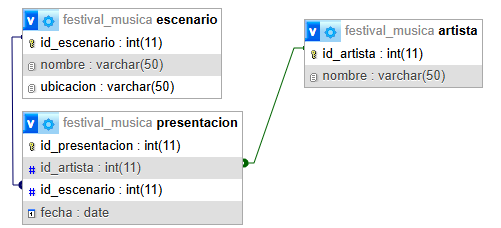 festival_musica escenario
id_escenario : int(11)
nombre : varchar(50)
ubicacion : varchar(50)
festival_musica artista
id_artista : int(11)
nombre : varchar(50)
festival_musica presentacion
id_presentacion : int(11)
id_artista : int(11)
id_escenario : int(11)
fecha : date